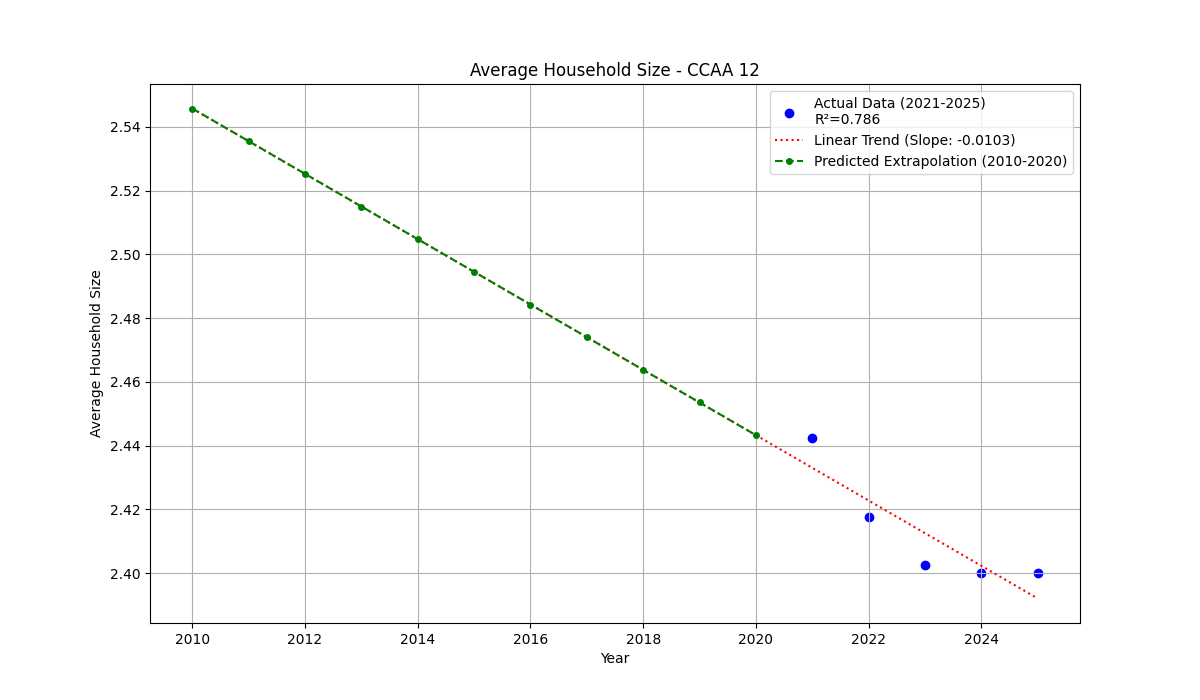 Average Household Size - CCAA 12
Actual Data (2021-2025)
R²=0.786
Linear Trend (Slope: -0.0103)
Predicted Extrapolation (2010-2020)
Average Household Size
2.54
2.52
2.50
2.48
2.46
2.44
2.42
2.40
2010 2012 2014 2016 2018 2020 2022 2024
Year